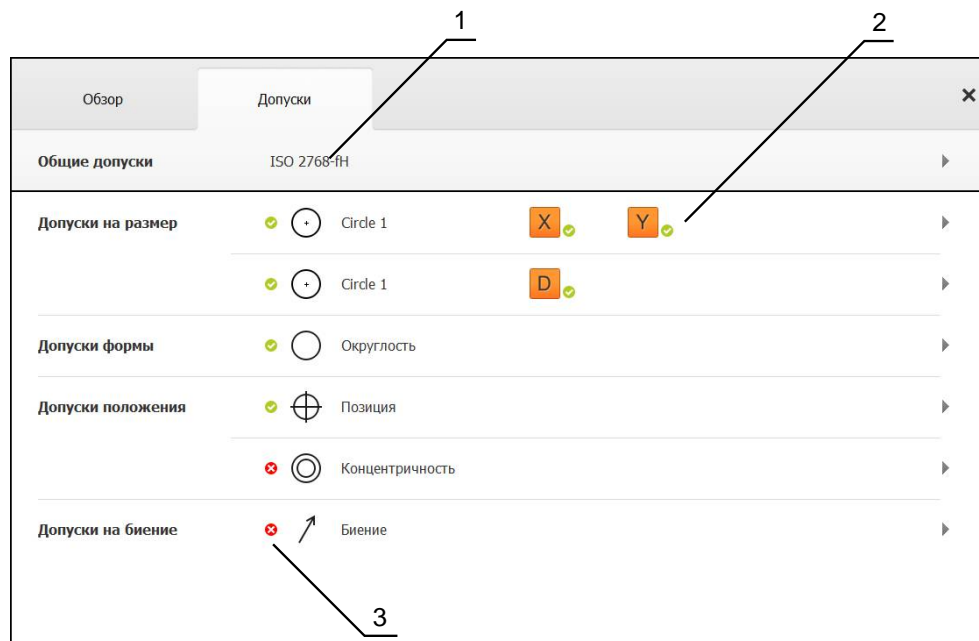 1
2
Обзор
Допуски
Общие допуски
ISO 2768-fH
Допуски на размер
Circle 1
X
Y
Circle 1
D
Допуски формы
Округлость
Допуски положения
Позиция
Концентричность
Допуски на биение
Биение
3